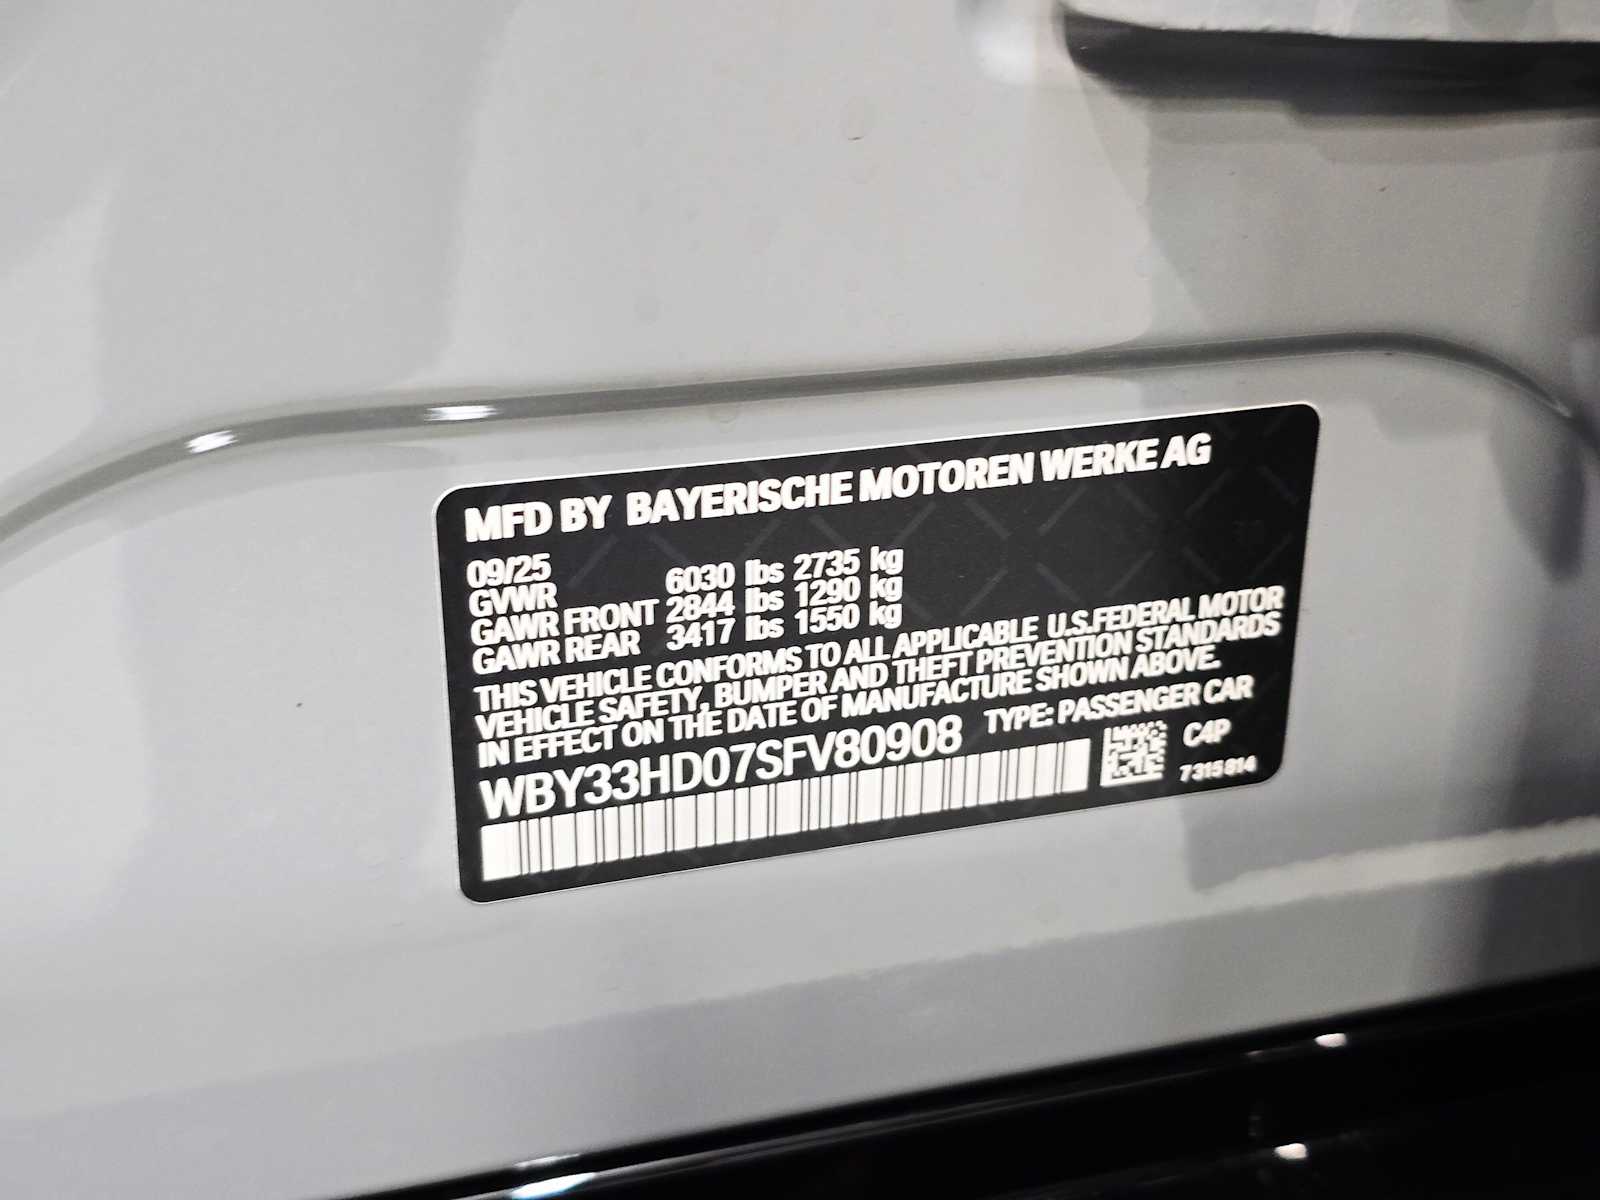 MFD BY BAYERISCHE MOTOREN WERKE AG
09/25
GVWR 6030 lbs 2735 kg
GAWR FRONT 2844 lbs 1290 kg
GAWR REAR 3417 lbs 1550 kg
THIS VEHICLE CONFORMS TO ALL APPLICABLE U.S.FEDERAL MOTOR
VEHICLE SAFETY, BUMPER AND THEFT PREVENTION STANDARDS
IN EFFECT ON THE DATE OF MANUFACTURE SHOWN ABOVE.
WBY33HD07SFV80908 TYPE: PASSENGER CAR
C4P
7315814